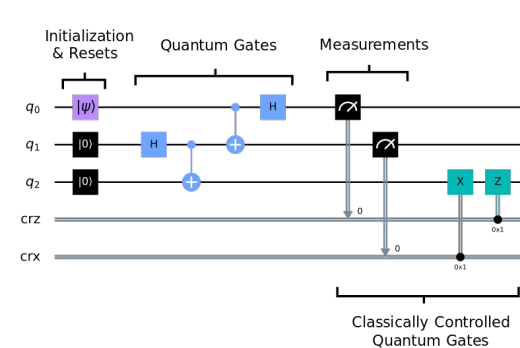 Initialization
& Resets
Quantum Gates
Measurements
q0 |ψ⟩ H
q1 |0⟩ H
q2 |0⟩ X Z
crz 0 0x1
crx 0 0x1
Classically Controlled
Quantum Gates